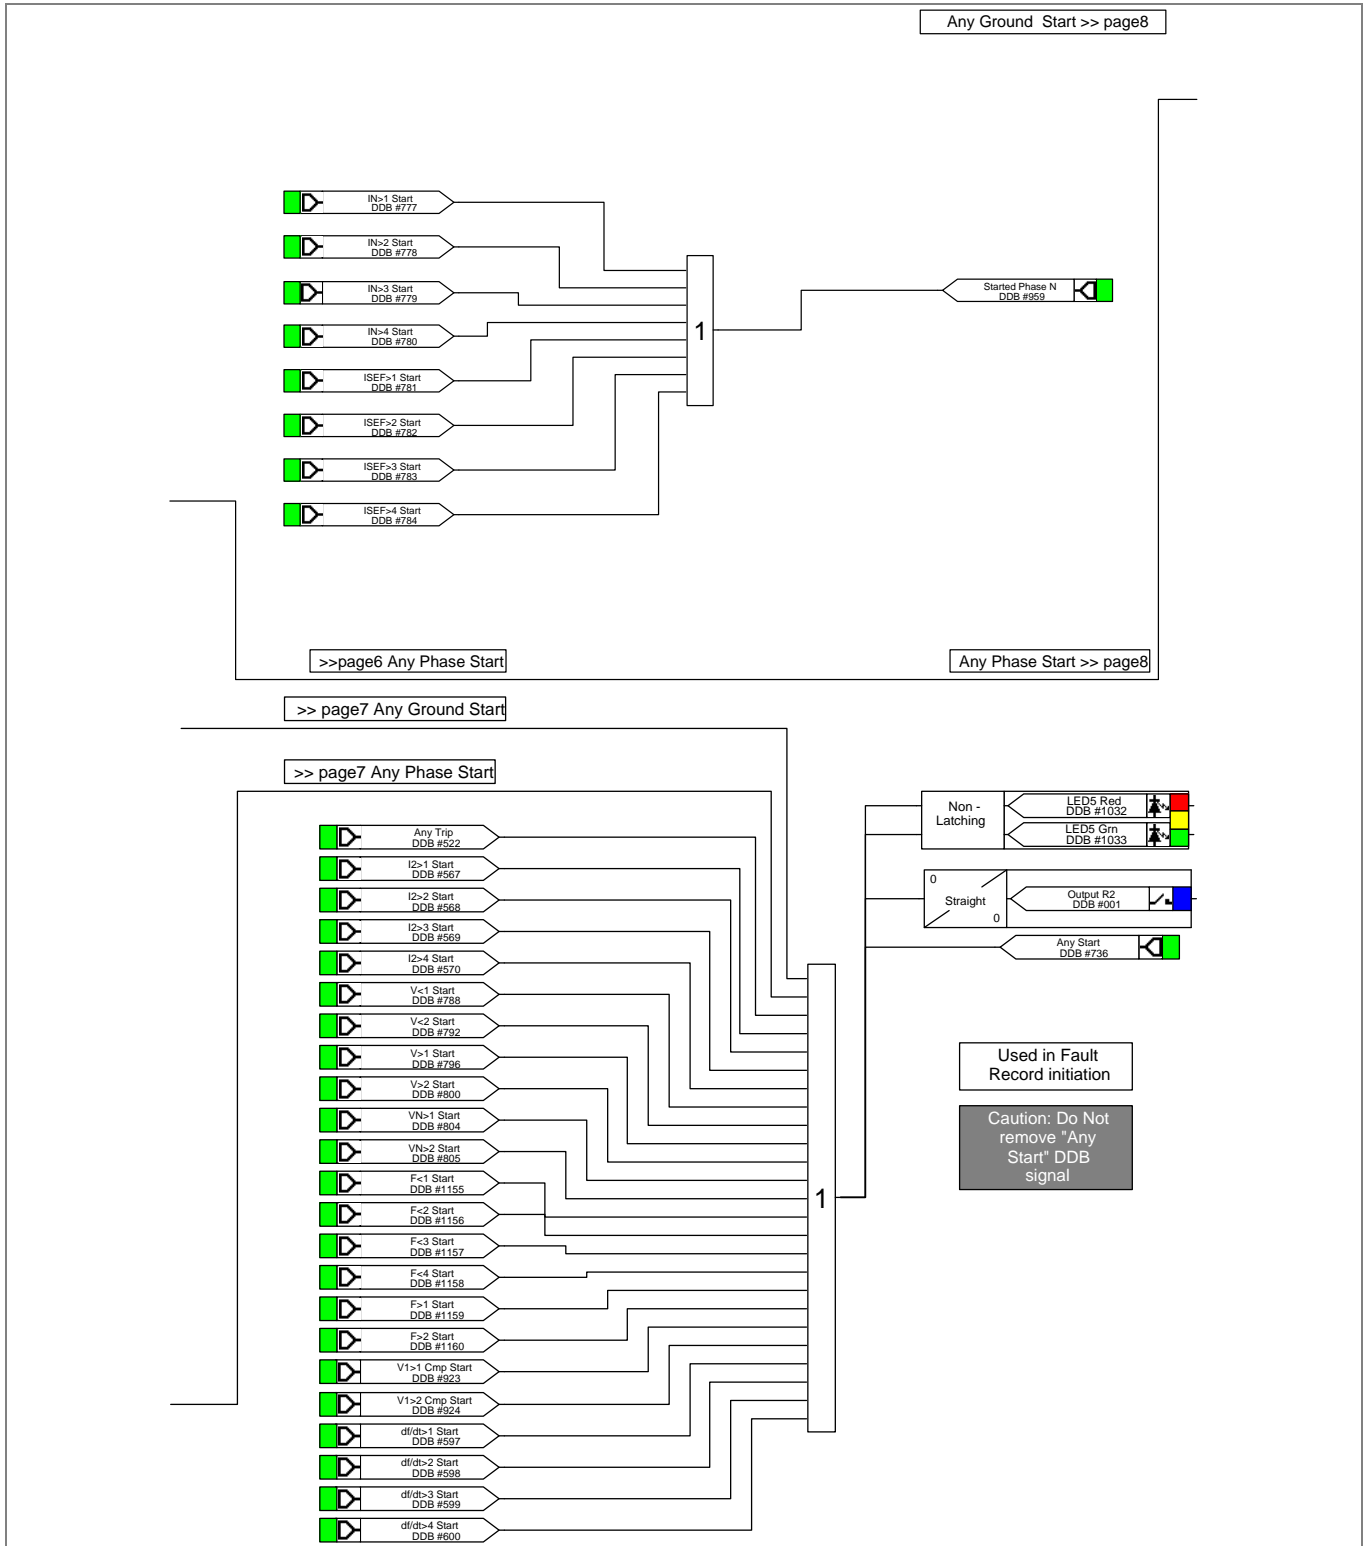 Any Ground Start >> page8
IN>1 Start
DDB #777
IN>2 Start
DDB #778
IN>3 Start
DDB #779
IN>4 Start
DDB #780
ISEF>1 Start
DDB #781
ISEF>2 Start
DDB #782
ISEF>3 Start
DDB #783
ISEF>4 Start
DDB #784
1
Started Phase N
DDB #959
>>page6 Any Phase Start
Any Phase Start >> page8
>> page7 Any Ground Start
>> page7 Any Phase Start
Any Trip
DDB #522
I2>1 Start
DDB #567
I2>2 Start
DDB #568
I2>3 Start
DDB #569
I2>4 Start
DDB #570
V<1 Start
DDB #788
V<2 Start
DDB #792
V>1 Start
DDB #796
V>2 Start
DDB #800
VN>1 Start
DDB #804
VN>2 Start
DDB #805
F<1 Start
DDB #1155
F<2 Start
DDB #1156
F<3 Start
DDB #1157
F<4 Start
DDB #1158
F>1 Start
DDB #1159
F>2 Start
DDB #1160
V1>1 Cmp Start
DDB #923
V1>2 Cmp Start
DDB #924
df/dt>1 Start
DDB #597
df/dt>2 Start
DDB #598
df/dt>3 Start
DDB #599
df/dt>4 Start
DDB #600
1
Non -
Latching
LED5 Red
DDB #1032
LED5 Grn
DDB #1033
0
Straight
0
Output R2
DDB #001
Any Start
DDB #736
Used in Fault
Record initiation
Caution: Do Not
remove "Any
Start" DDB
signal